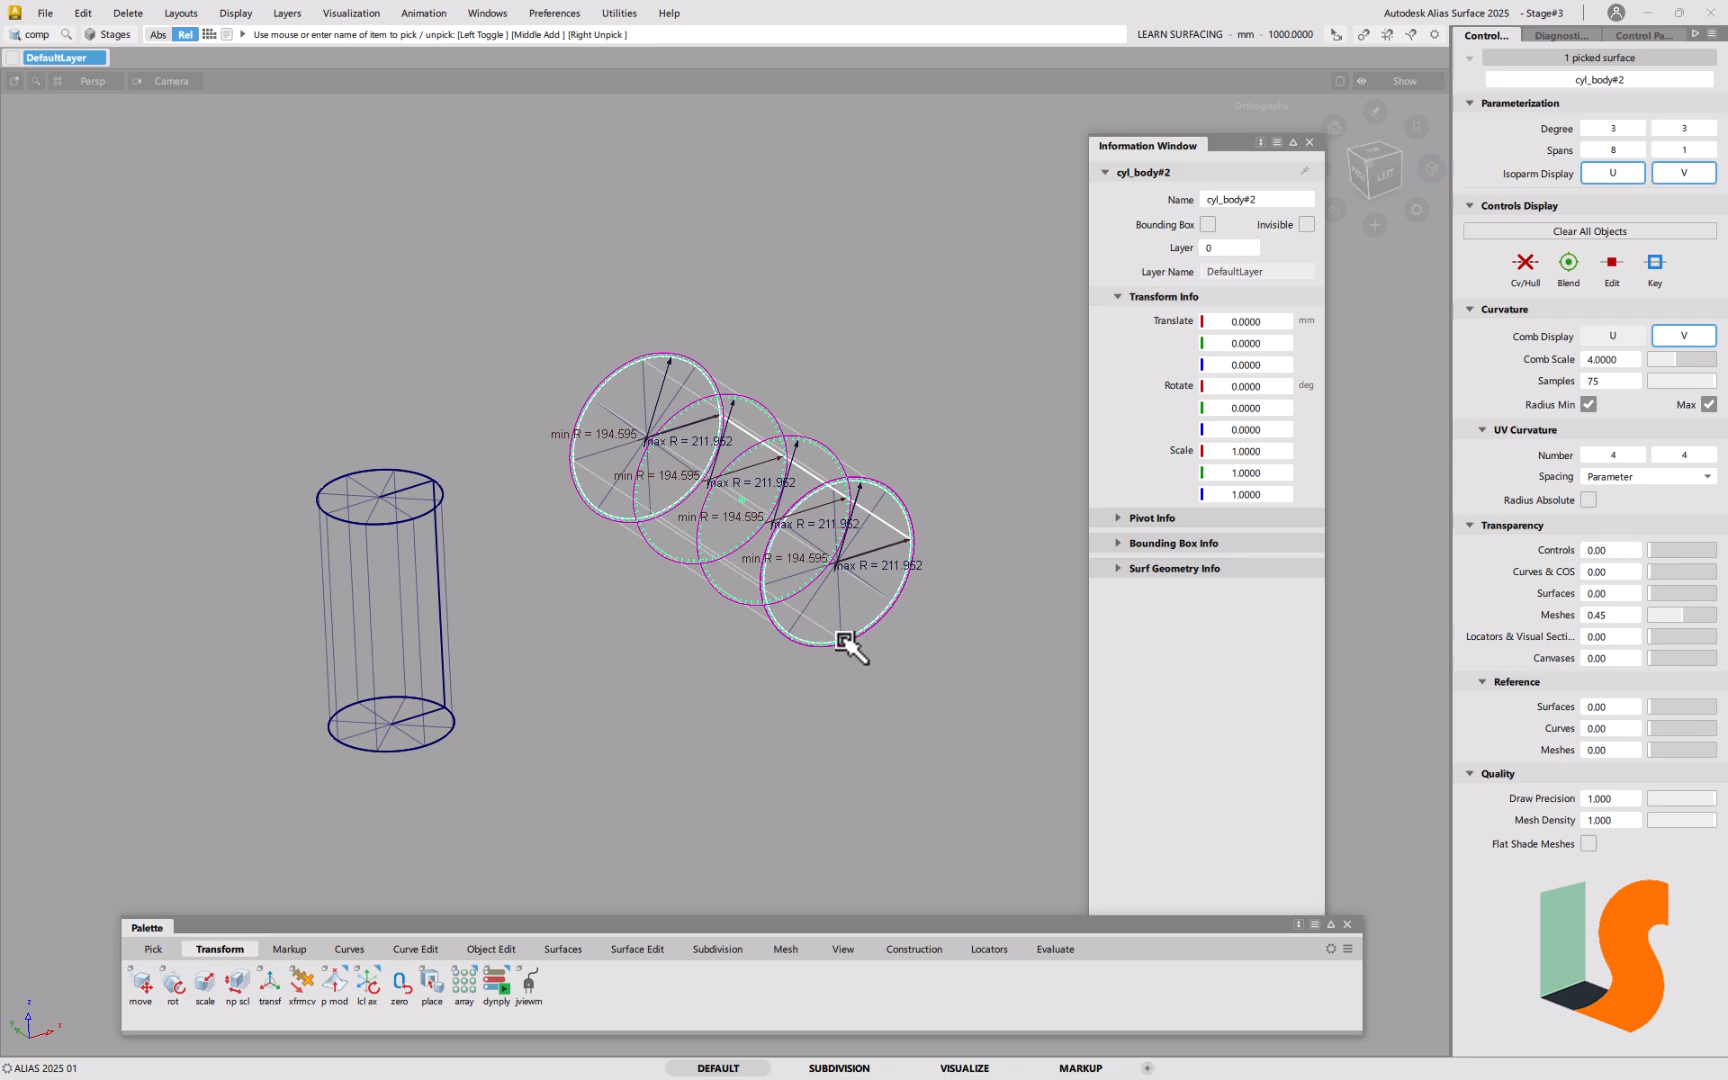 File Edit Delete Layouts Display Layers Visualization Animation Windows Preferences Utilities Help
Autodesk Alias Surface 2025 - Stage#3
comp Stages Abs Rel Use mouse or enter name of item to pick / unpick: [Left Toggle ] [Middle Add ] [Right Unpick ]
LEARN SURFACING - mm - 1000.0000
DefaultLayer
Persp Camera Show
Orthographic
LEFT
min R = 194.595
max R = 211.952
min R = 194.595
max R = 211.952
min R = 194.595
max R = 211.952
min R = 194.595
max R = 211.952
Information Window
cyl_body#2
Name cyl_body#2
Bounding Box Invisible
Layer 0
Layer Name DefaultLayer
Transform Info
Translate 0.0000 mm
0.0000
0.0000
Rotate 0.0000 deg
0.0000
0.0000
Scale 1.0000
1.0000
1.0000
Pivot Info
Bounding Box Info
Surf Geometry Info
Control... Diagnosti... Control Pa...
1 picked surface
cyl_body#2
Parameterization
Degree 3 3
Spans 8 1
Isoparm Display U V
Controls Display
Clear All Objects
Cv/Hull Blend Edit Key
Curvature
Comb Display U V
Comb Scale 4.0000
Samples 75
Radius Min Max
UV Curvature
Number 4 4
Spacing Parameter
Radius Absolute
Transparency
Controls 0.00
Curves & COS 0.00
Surfaces 0.00
Meshes 0.45
Locators & Visual Secti... 0.00
Canvases 0.00
Reference
Surfaces 0.00
Curves 0.00
Meshes 0.00
Quality
Draw Precision 1.000
Mesh Density 1.000
Flat Shade Meshes
Palette
Pick Transform Markup Curves Curve Edit Object Edit Surfaces Surface Edit Subdivision Mesh View Construction Locators Evaluate
move rot scale np scl transf xfrmcv p mod lcl ax zero place array dynply jviewm
z
ALIAS 2025 01
DEFAULT SUBDIVISION VISUALIZE MARKUP